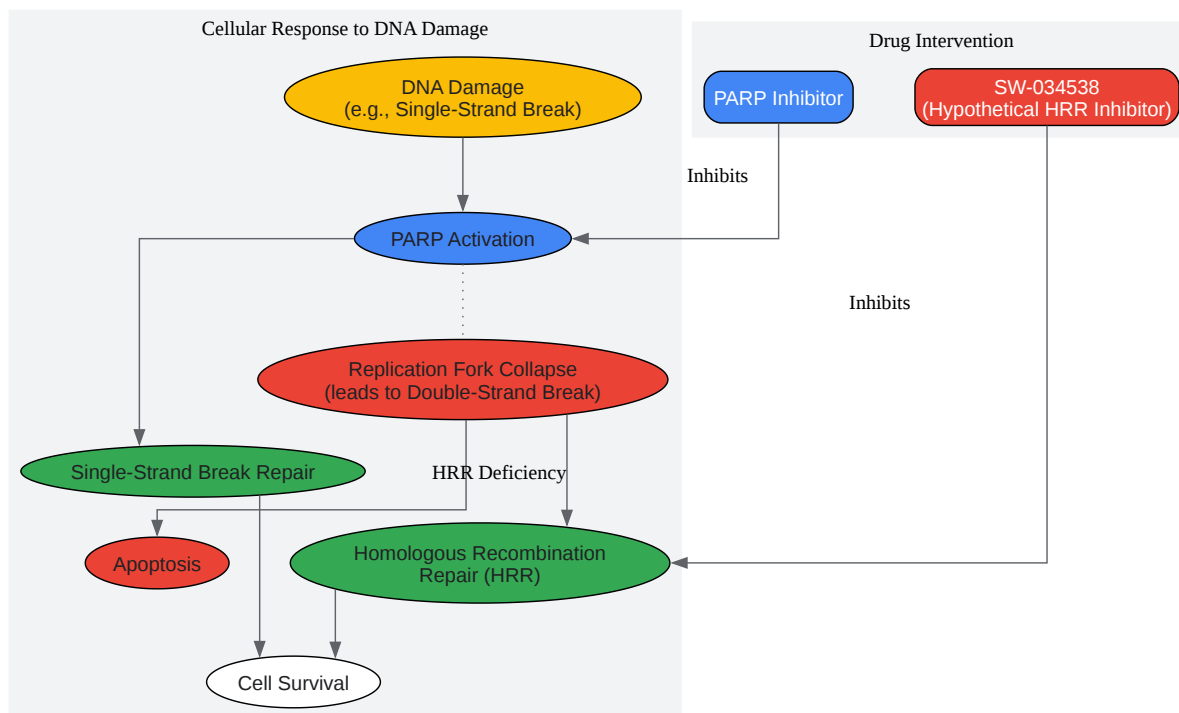 Cellular Response to DNA Damage
Drug Intervention
DNA Damage
(e.g., Single-Strand Break)
PARP Inhibitor
SW-034538
(Hypothetical HRR Inhibitor)
Inhibits
PARP Activation
Inhibits
Replication Fork Collapse
(leads to Double-Strand Break)
HRR Deficiency
Single-Strand Break Repair
Apoptosis
Homologous Recombination
Repair (HRR)
Cell Survival